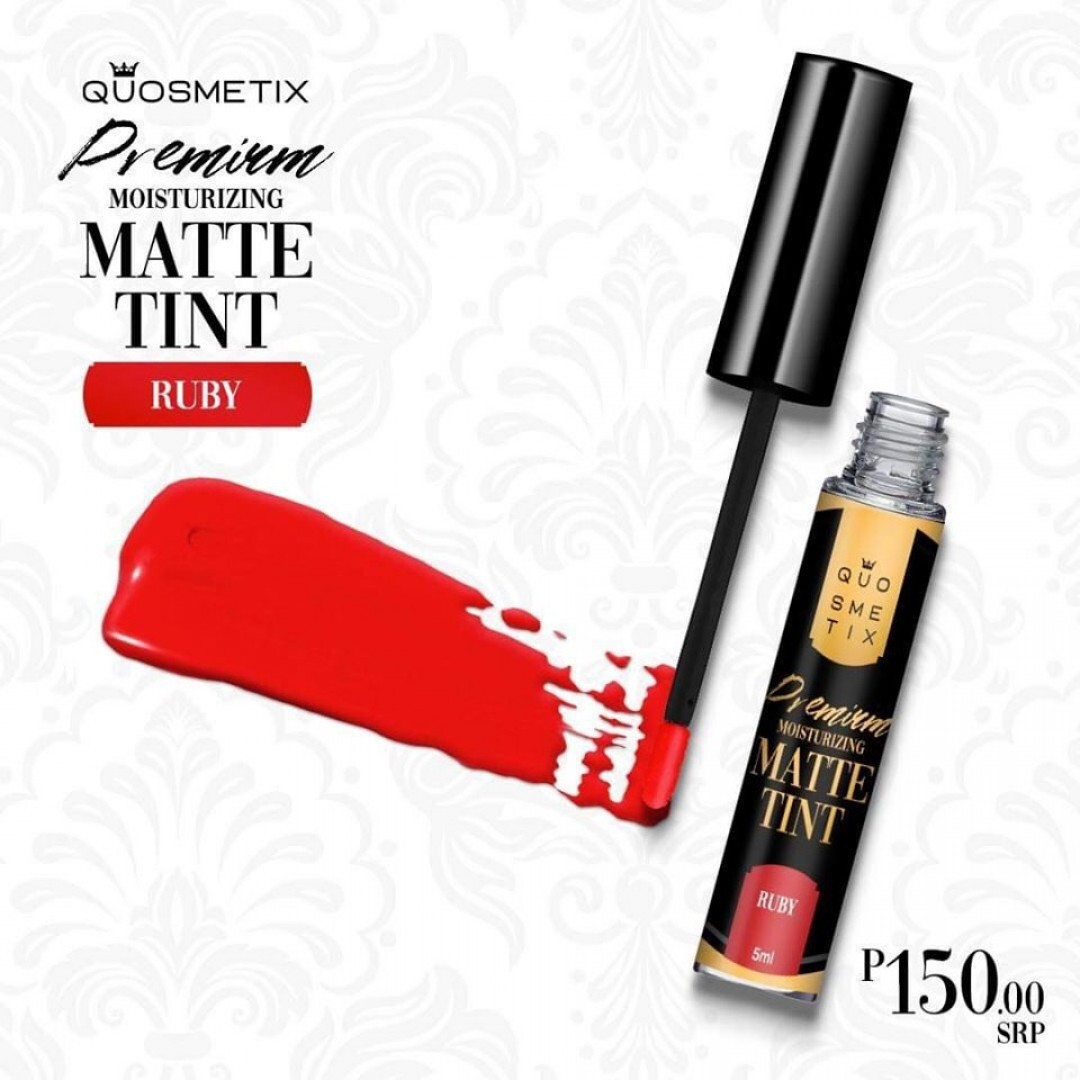 QUOSMETIX
Premium
MOISTURIZING
MATTE
TINT
RUBY
QUO
SME
TIX
Premium
MOISTURIZING
MATTE
TINT
RUBY
5ml
P150.00
SRP